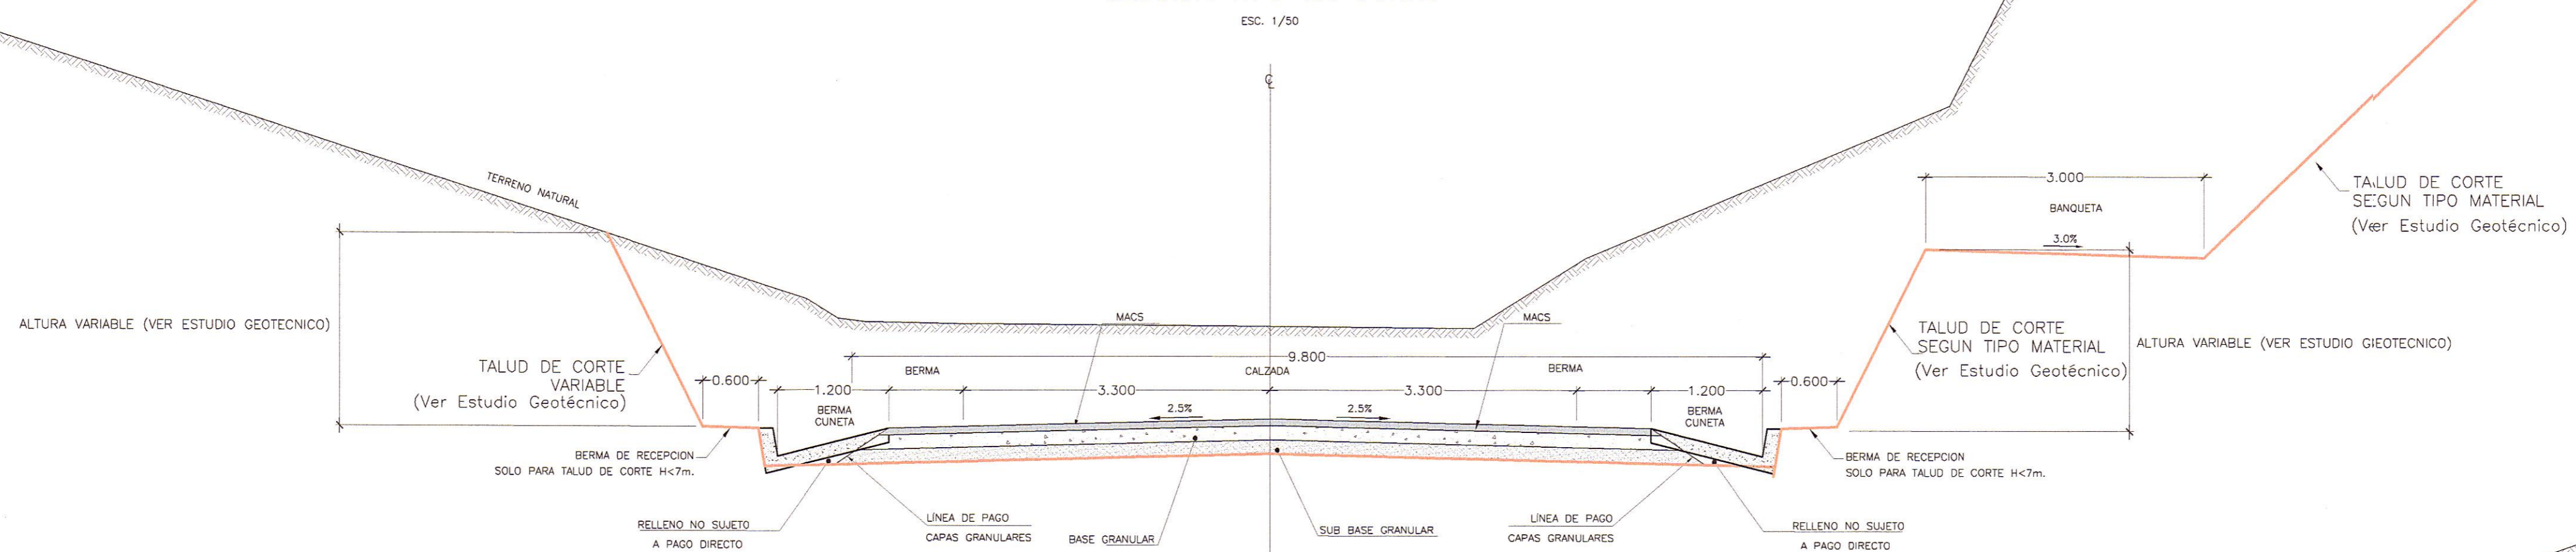 ESC. 1/50
℄
TERRENO NATURAL
3.000
BANQUETA
3.0%
TALUD DE CORTE
SEGUN TIPO MATERIAL
(Ver Estudio Geotécnico)
ALTURA VARIABLE (VER ESTUDIO GEOTECNICO)
TALUD DE CORTE
VARIABLE
(Ver Estudio Geotécnico)
MACS
MACS
TALUD DE CORTE
SEGUN TIPO MATERIAL
(Ver Estudio Geotécnico)
ALTURA VARIABLE (VER ESTUDIO GEOTECNICO)
9.800
BERMA
CALZADA
BERMA
0.600
1.200
3.300
3.300
1.200
0.600
BERMA
CUNETA
2.5%
2.5%
BERMA
CUNETA
BERMA DE RECEPCION
SOLO PARA TALUD DE CORTE H<7m.
BERMA DE RECEPCION
SOLO PARA TALUD DE CORTE H<7m.
RELLENO NO SUJETO
A PAGO DIRECTO
LÍNEA DE PAGO
CAPAS GRANULARES
BASE GRANULAR
SUB BASE GRANULAR
LÍNEA DE PAGO
CAPAS GRANULARES
RELLENO NO SUJETO
A PAGO DIRECTO